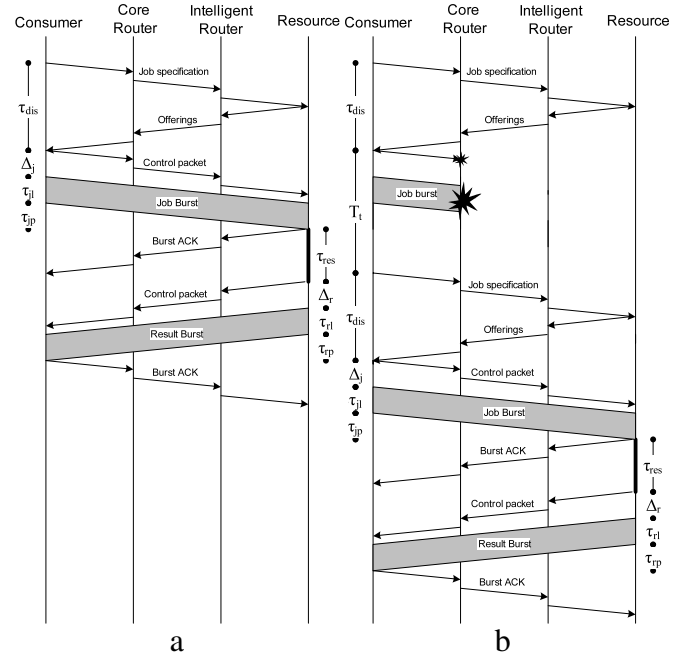 Consumer
Core
Router
Intelligent
Router
Resource
Job specification
Offerings
Control packet
Job Burst
Burst ACK
Control packet
Result Burst
Burst ACK
τdis
Δj
τjl
τjp
τres
Δr
τrl
τrp
a
Consumer
Core
Router
Intelligent
Router
Resource
Job specification
Offerings
Control packet
Job burst
Job specification
Offerings
Control packet
Job Burst
Burst ACK
Control packet
Result Burst
Burst ACK
τdis
Tt
τdis
Δj
τjl
τjp
τres
Δr
τrl
τrp
b